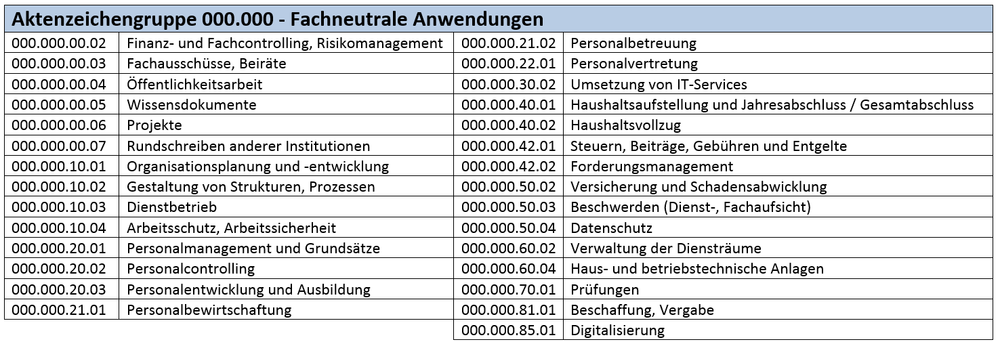 Aktenzeichengruppe 000.000 - Fachneutrale Anwendungen
000.000.00.02 Finanz- und Fachcontrolling, Risikomanagement 000.000.21.02 Personalbetreuung
000.000.00.03 Fachausschüsse, Beiräte 000.000.22.01 Personalvertretung
000.000.00.04 Öffentlichkeitsarbeit 000.000.30.02 Umsetzung von IT-Services
000.000.00.05 Wissensdokumente 000.000.40.01 Haushaltsaufstellung und Jahresabschluss / Gesamtabschluss
000.000.00.06 Projekte 000.000.40.02 Haushaltsvollzug
000.000.00.07 Rundschreiben anderer Institutionen 000.000.42.01 Steuern, Beiträge, Gebühren und Entgelte
000.000.10.01 Organisationsplanung und -entwicklung 000.000.42.02 Forderungsmanagement
000.000.10.02 Gestaltung von Strukturen, Prozessen 000.000.50.02 Versicherung und Schadensabwicklung
000.000.10.03 Dienstbetrieb 000.000.50.03 Beschwerden (Dienst-, Fachaufsicht)
000.000.10.04 Arbeitsschutz, Arbeitssicherheit 000.000.50.04 Datenschutz
000.000.20.01 Personalmanagement und Grundsätze 000.000.60.02 Verwaltung der Diensträume
000.000.20.02 Personalcontrolling 000.000.60.04 Haus- und betriebstechnische Anlagen
000.000.20.03 Personalentwicklung und Ausbildung 000.000.70.01 Prüfungen
000.000.21.01 Personalbewirtschaftung 000.000.81.01 Beschaffung, Vergabe
000.000.85.01 Digitalisierung